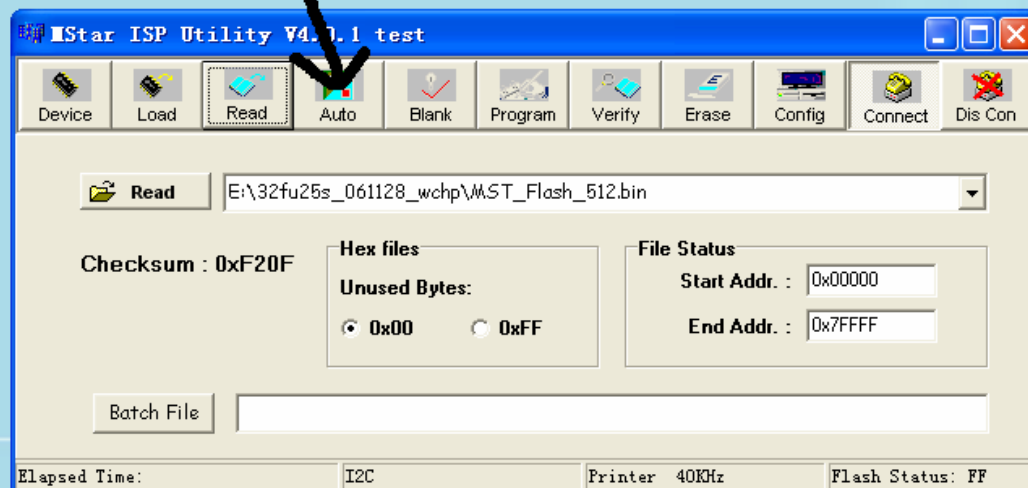 MStar ISP Utility V4.0.1 test
Device Load Read Auto Blank Program Verify Erase Config Connect Dis Con
Read E:\32fu25s_061128_wchp\MST_Flash_512.bin
Checksum : 0xF20F
Hex files
Unused Bytes:
0x00 0xFF
File Status
Start Addr. : 0x00000
End Addr. : 0x7FFFF
Batch File
Elapsed Time: I2C Printer 40KHz Flash Status: FF